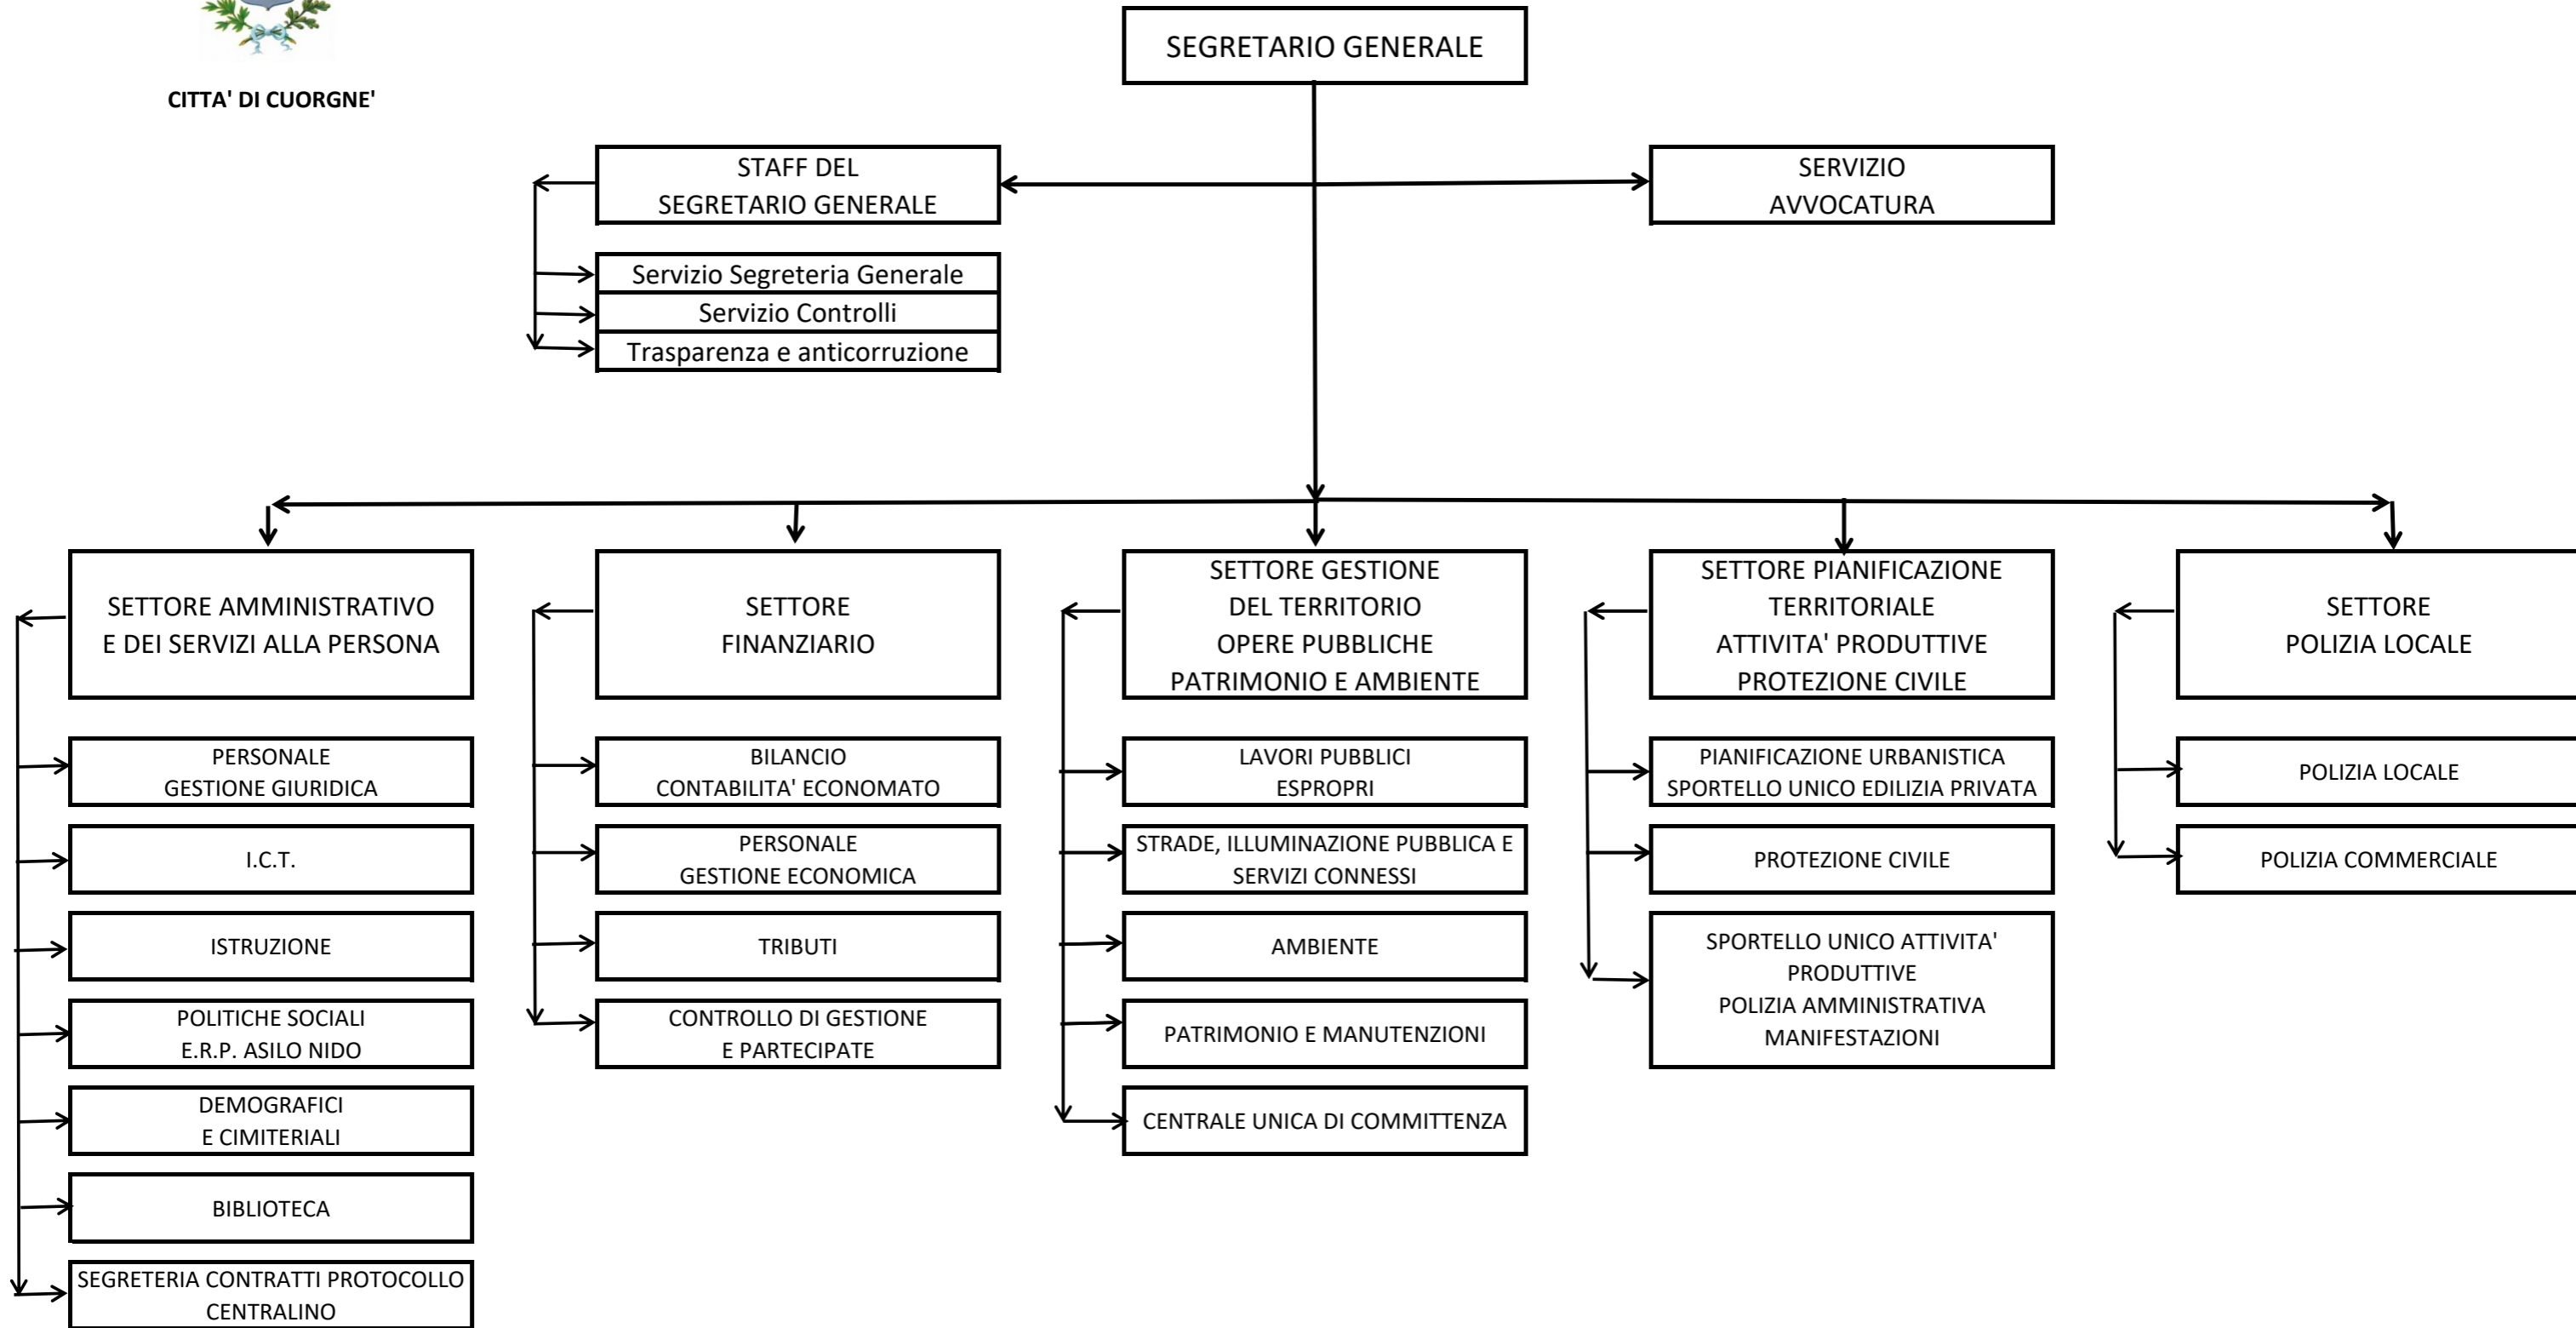 CITTA' DI CUORGNE'
SEGRETARIO GENERALE
STAFF DEL
SEGRETARIO GENERALE
SERVIZIO
AVVOCATURA
Servizio Segreteria Generale
Servizio Controlli
Trasparenza e anticorruzione
SETTORE AMMINISTRATIVO
E DEI SERVIZI ALLA PERSONA
PERSONALE
GESTIONE GIURIDICA
I.C.T.
ISTRUZIONE
POLITICHE SOCIALI
E.R.P. ASILO NIDO
DEMOGRAFICI
E CIMITERIALI
BIBLIOTECA
SEGRETERIA CONTRATTI PROTOCOLLO
CENTRALINO
SETTORE
FINANZIARIO
BILANCIO
CONTABILITA' ECONOMATO
PERSONALE
GESTIONE ECONOMICA
TRIBUTI
CONTROLLO DI GESTIONE
E PARTECIPATE
SETTORE GESTIONE
DEL TERRITORIO
OPERE PUBBLICHE
PATRIMONIO E AMBIENTE
LAVORI PUBBLICI
ESPROPRI
STRADE, ILLUMINAZIONE PUBBLICA E
SERVIZI CONNESSI
AMBIENTE
PATRIMONIO E MANUTENZIONI
CENTRALE UNICA DI COMMITTENZA
SETTORE PIANIFICAZIONE
TERRITORIALE
ATTIVITA' PRODUTTIVE
PROTEZIONE CIVILE
PIANIFICAZIONE URBANISTICA
SPORTELLO UNICO EDILIZIA PRIVATA
PROTEZIONE CIVILE
SPORTELLO UNICO ATTIVITA'
PRODUTTIVE
POLIZIA AMMINISTRATIVA
MANIFESTAZIONI
SETTORE
POLIZIA LOCALE
POLIZIA LOCALE
POLIZIA COMMERCIALE